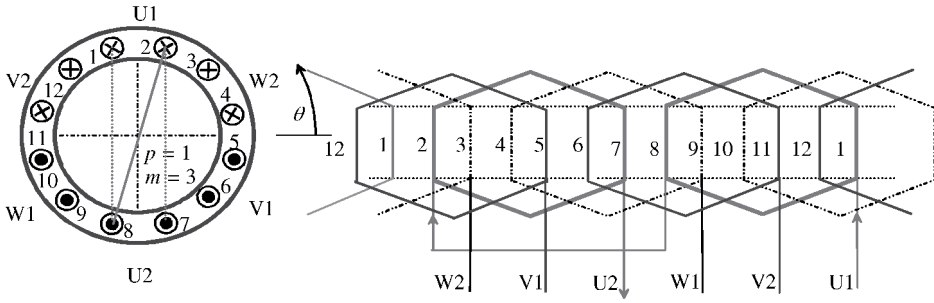 U1
1 2
V2 3 W2
12 4
11 5
p = 1
m = 3
10 6
W1 9 V1
8 7
U2
θ
12 1 2 3 4 5 6 7 8 9 10 11 12 1
W2 V1 U2 W1 V2 U1